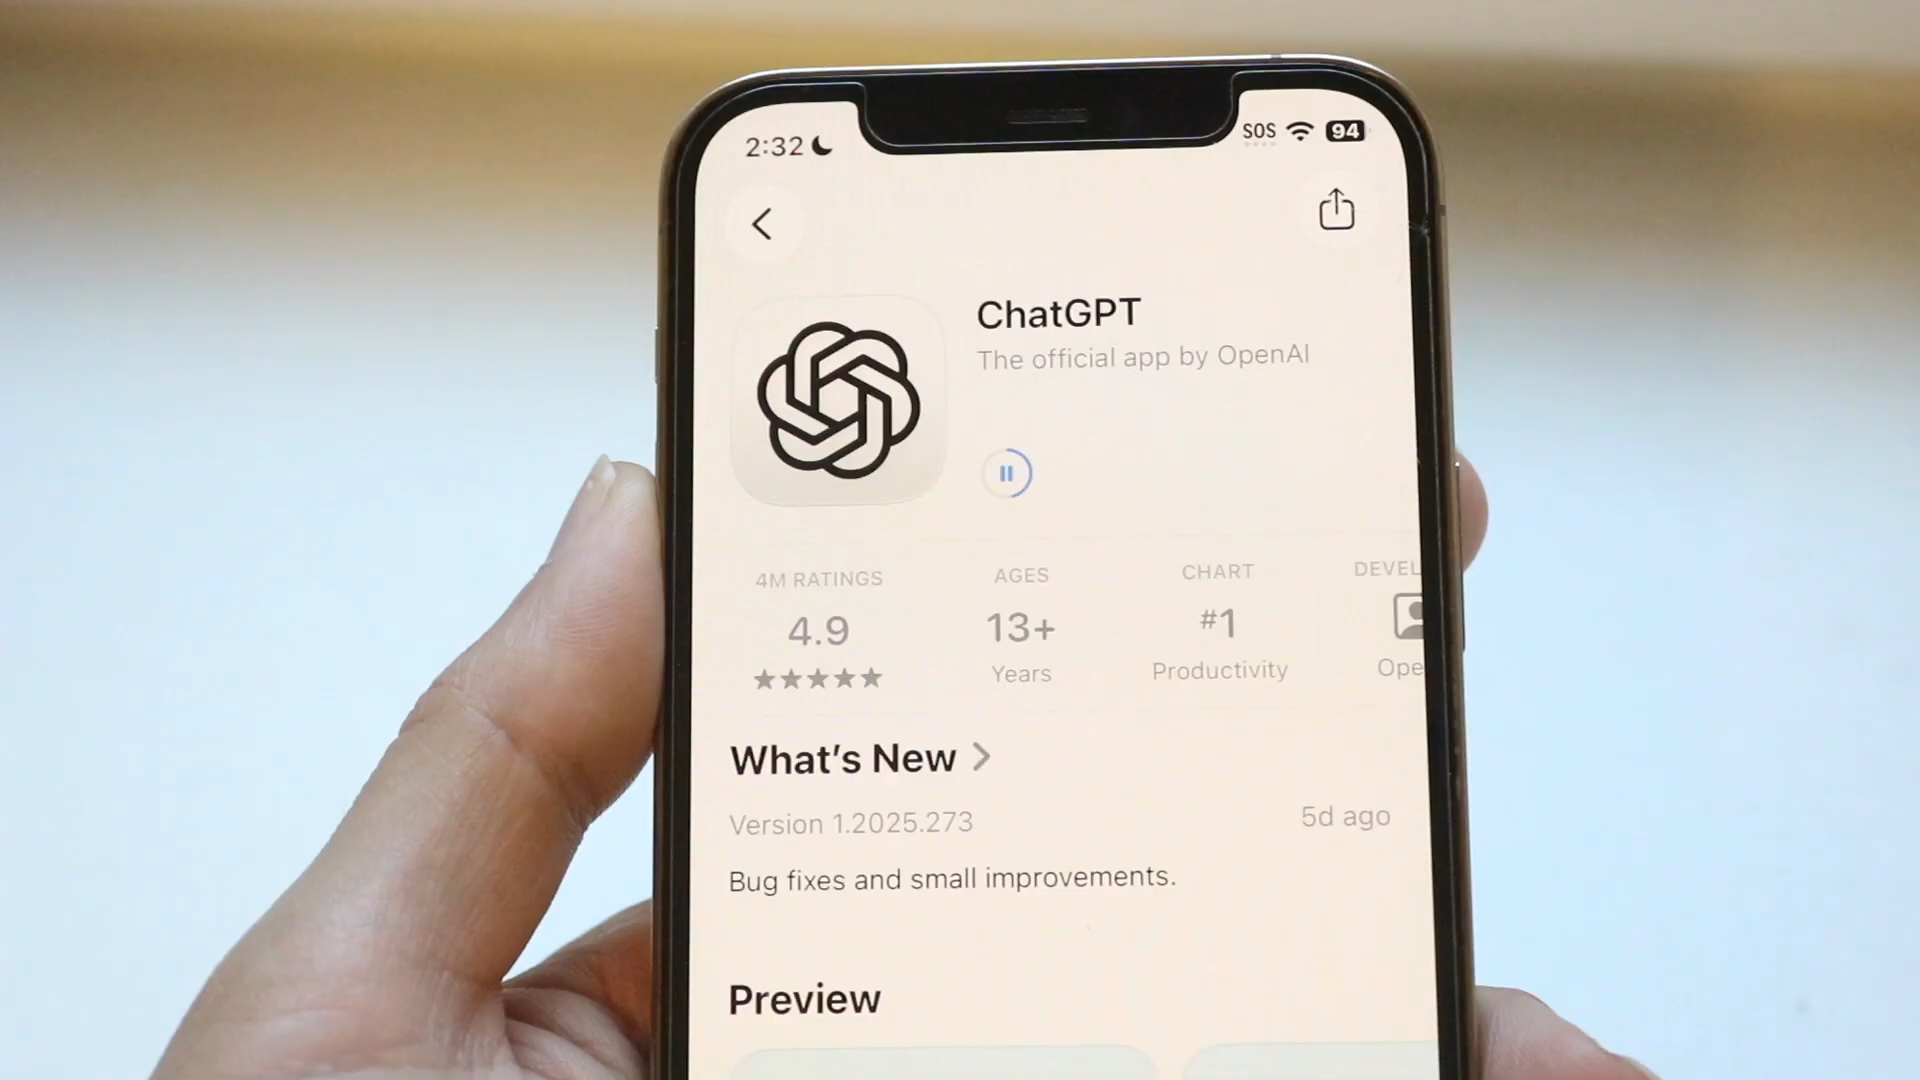 2:32
SOS
94
ChatGPT
The official app by OpenAI
4M RATINGS
4.9
★★★★★
AGES
13+
Years
CHART
#1
Productivity
DEVEL
Ope
What's New
Version 1.2025.273
5d ago
Bug fixes and small improvements.
Preview